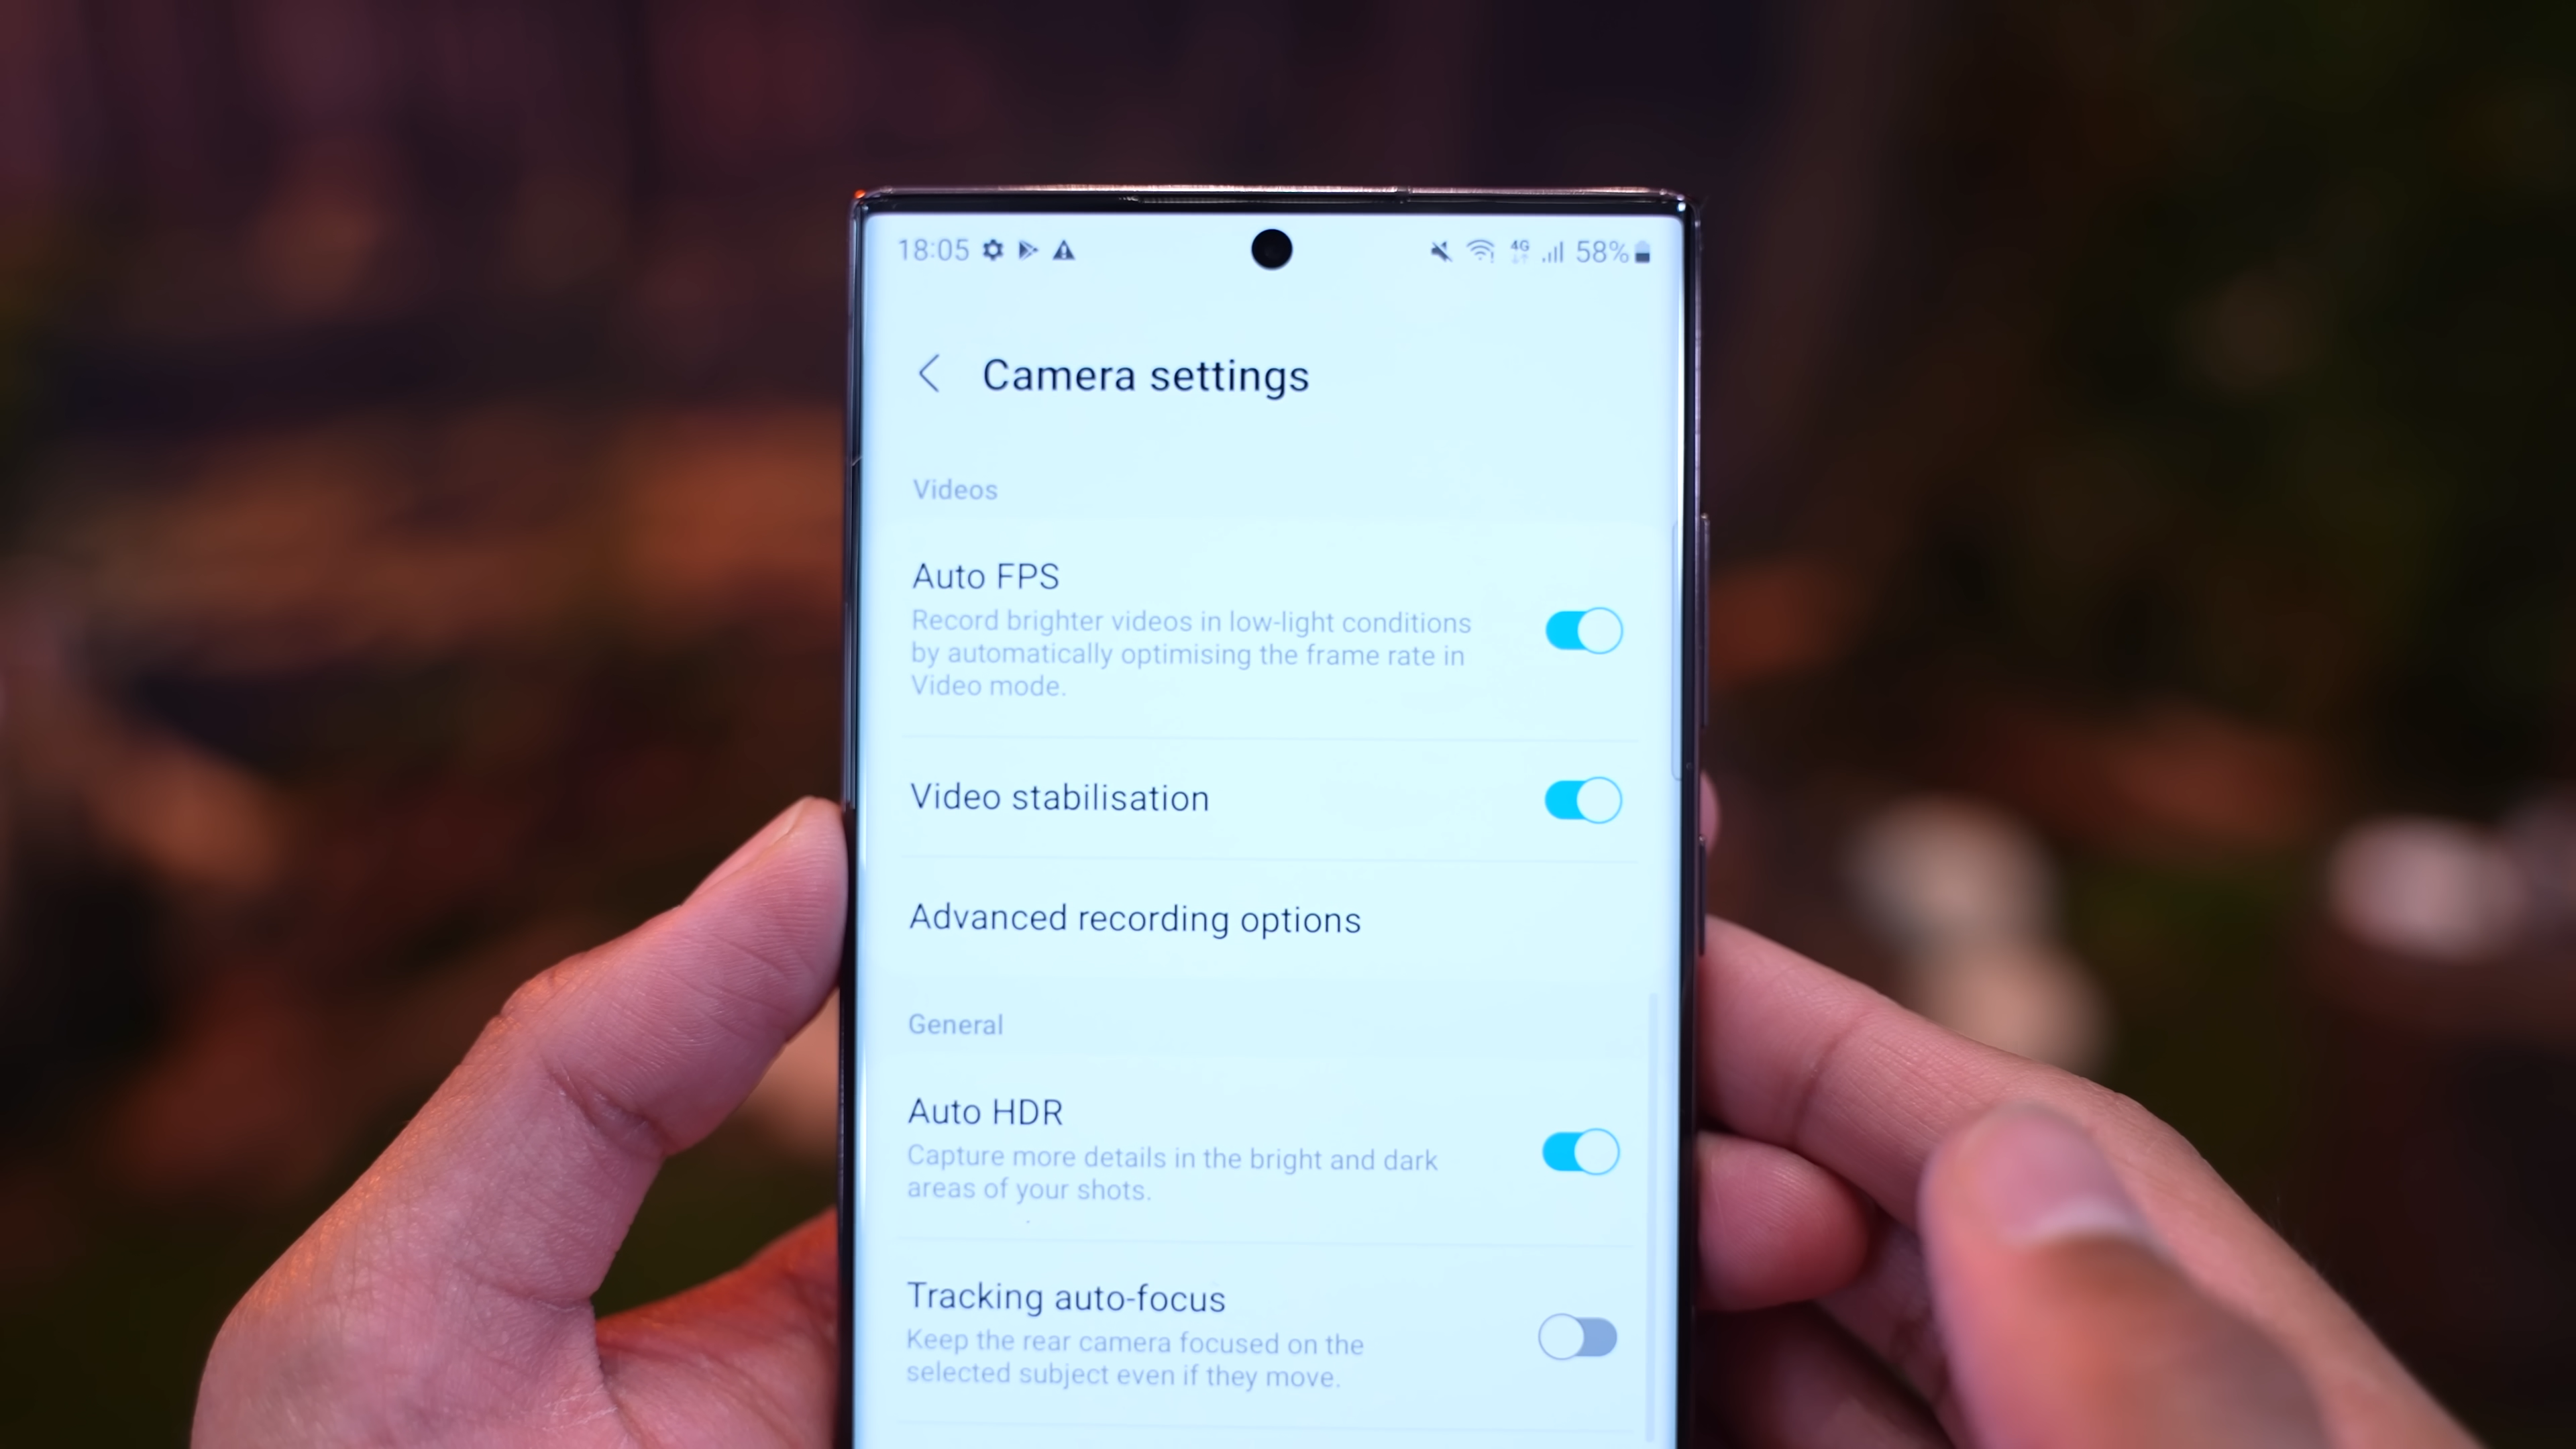 18:05 4G 58%
Camera settings
Videos
Auto FPS
Record brighter videos in low-light conditions
by automatically optimising the frame rate in
Video mode.
Video stabilisation
Advanced recording options
General
Auto HDR
Capture more details in the bright and dark
areas of your shots.
Tracking auto-focus
Keep the rear camera focused on the
selected subject even if they move.